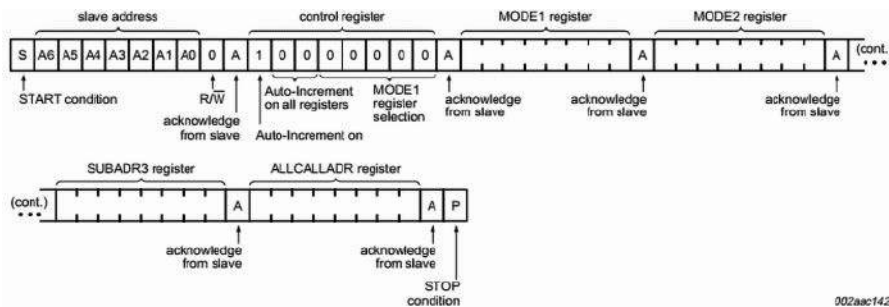 slave address
control register
MODE1 register
MODE2 register
S A6 A5 A4 A3 A2 A1 A0 0 A 1 0 0 0 0 0 0 0 A A A (cont.)
START condition
R/W
acknowledge
from slave
Auto-Increment
on all registers
Auto-Increment on
MODE1
register
selection
acknowledge
from slave
acknowledge
from slave
acknowledge
from slave
SUBADR3 register
ALLCALLADR register
(cont.) A A P
acknowledge
from slave
acknowledge
from slave
STOP
condition
002aac142